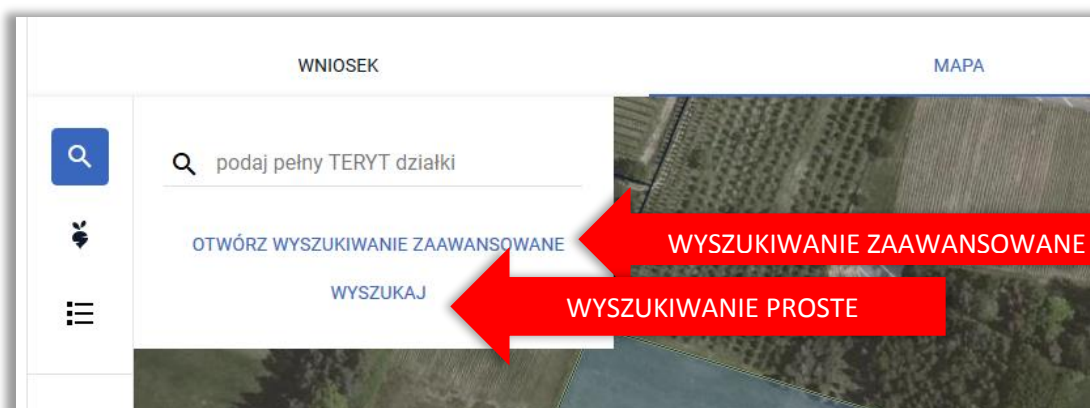 WNIOSEK
MAPA
podaj pełny TERYT działki
OTWÓRZ WYSZUKIWANIE ZAAWANSOWANE
WYSZUKIWANIE ZAAWANSOWANE
WYSZUKAJ
WYSZUKIWANIE PROSTE